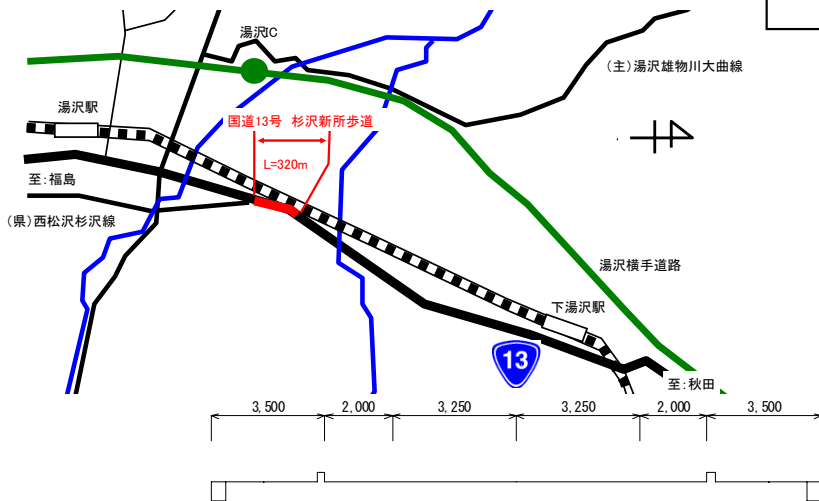 湯沢IC
(主)湯沢雄物川大曲線
湯沢駅
国道13号 杉沢新所歩道
L=320m
至:福島
(県)西松沢杉沢線
湯沢横手道路
下湯沢駅
13
至:秋田
3,500 2,000 3,250 3,250 2,000 3,500